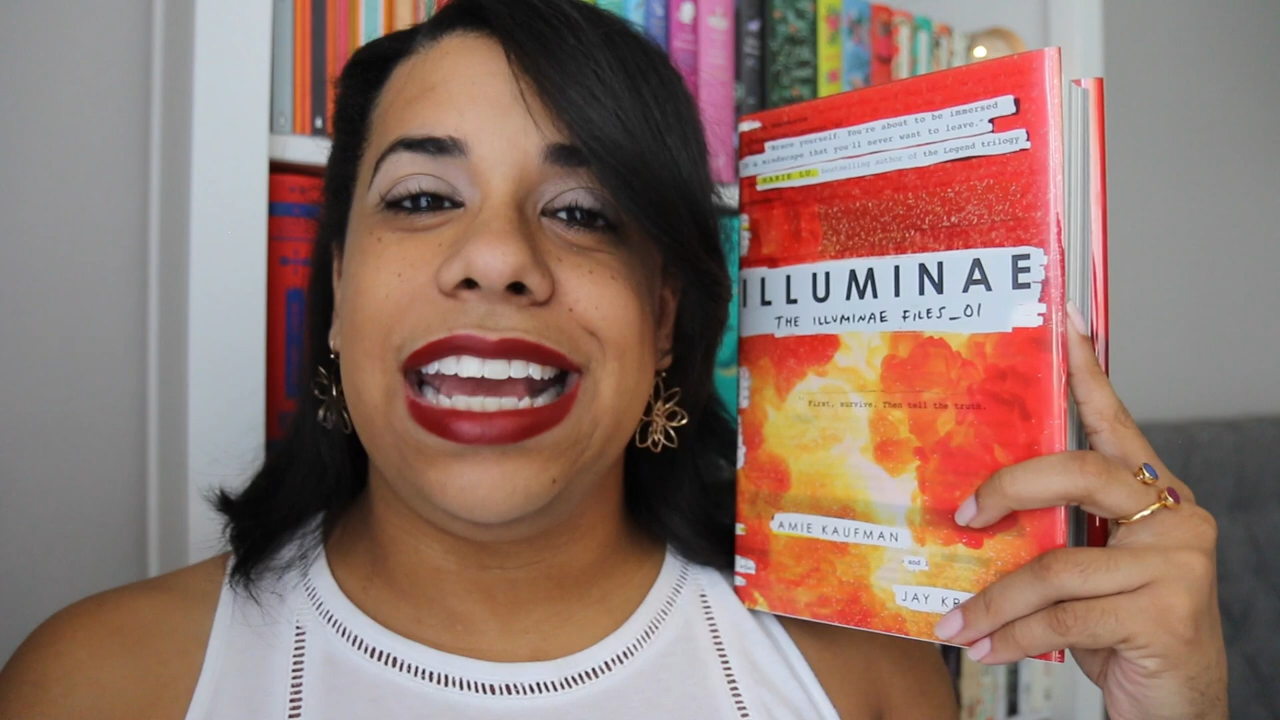 "Brace yourself. You're about to be immersed
in a mindscape that you'll never want to leave."
MARIE LU, bestselling author of the Legend trilogy
ILLUMINAE
THE ILLUMINAE FILES_01
First, survive. Then tell the truth.
AMIE KAUFMAN
and
JAY KR